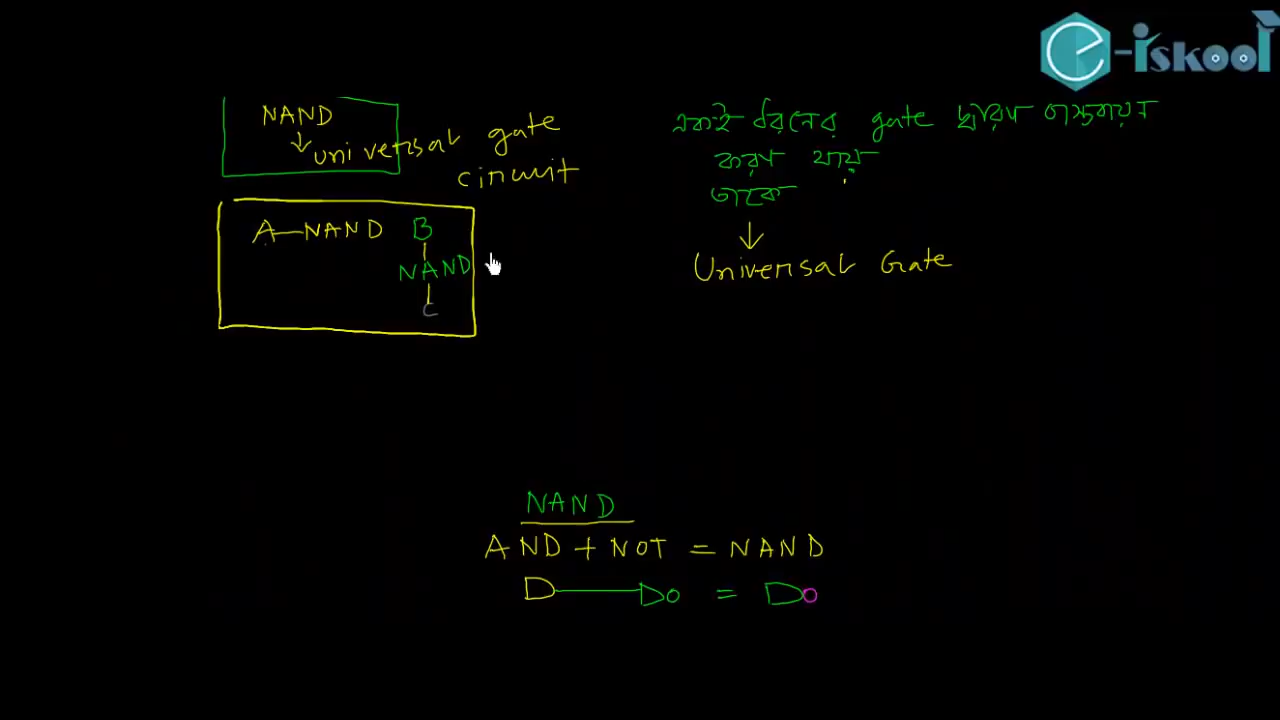 e-iskool
NAND
universal gate
circuit
A—NAND B
NAND
C
একই ধরনের gate দ্বারা বাস্তবায়ন
করা যায়
তাকে
Universal Gate
NAND
AND + NOT = NAND
=